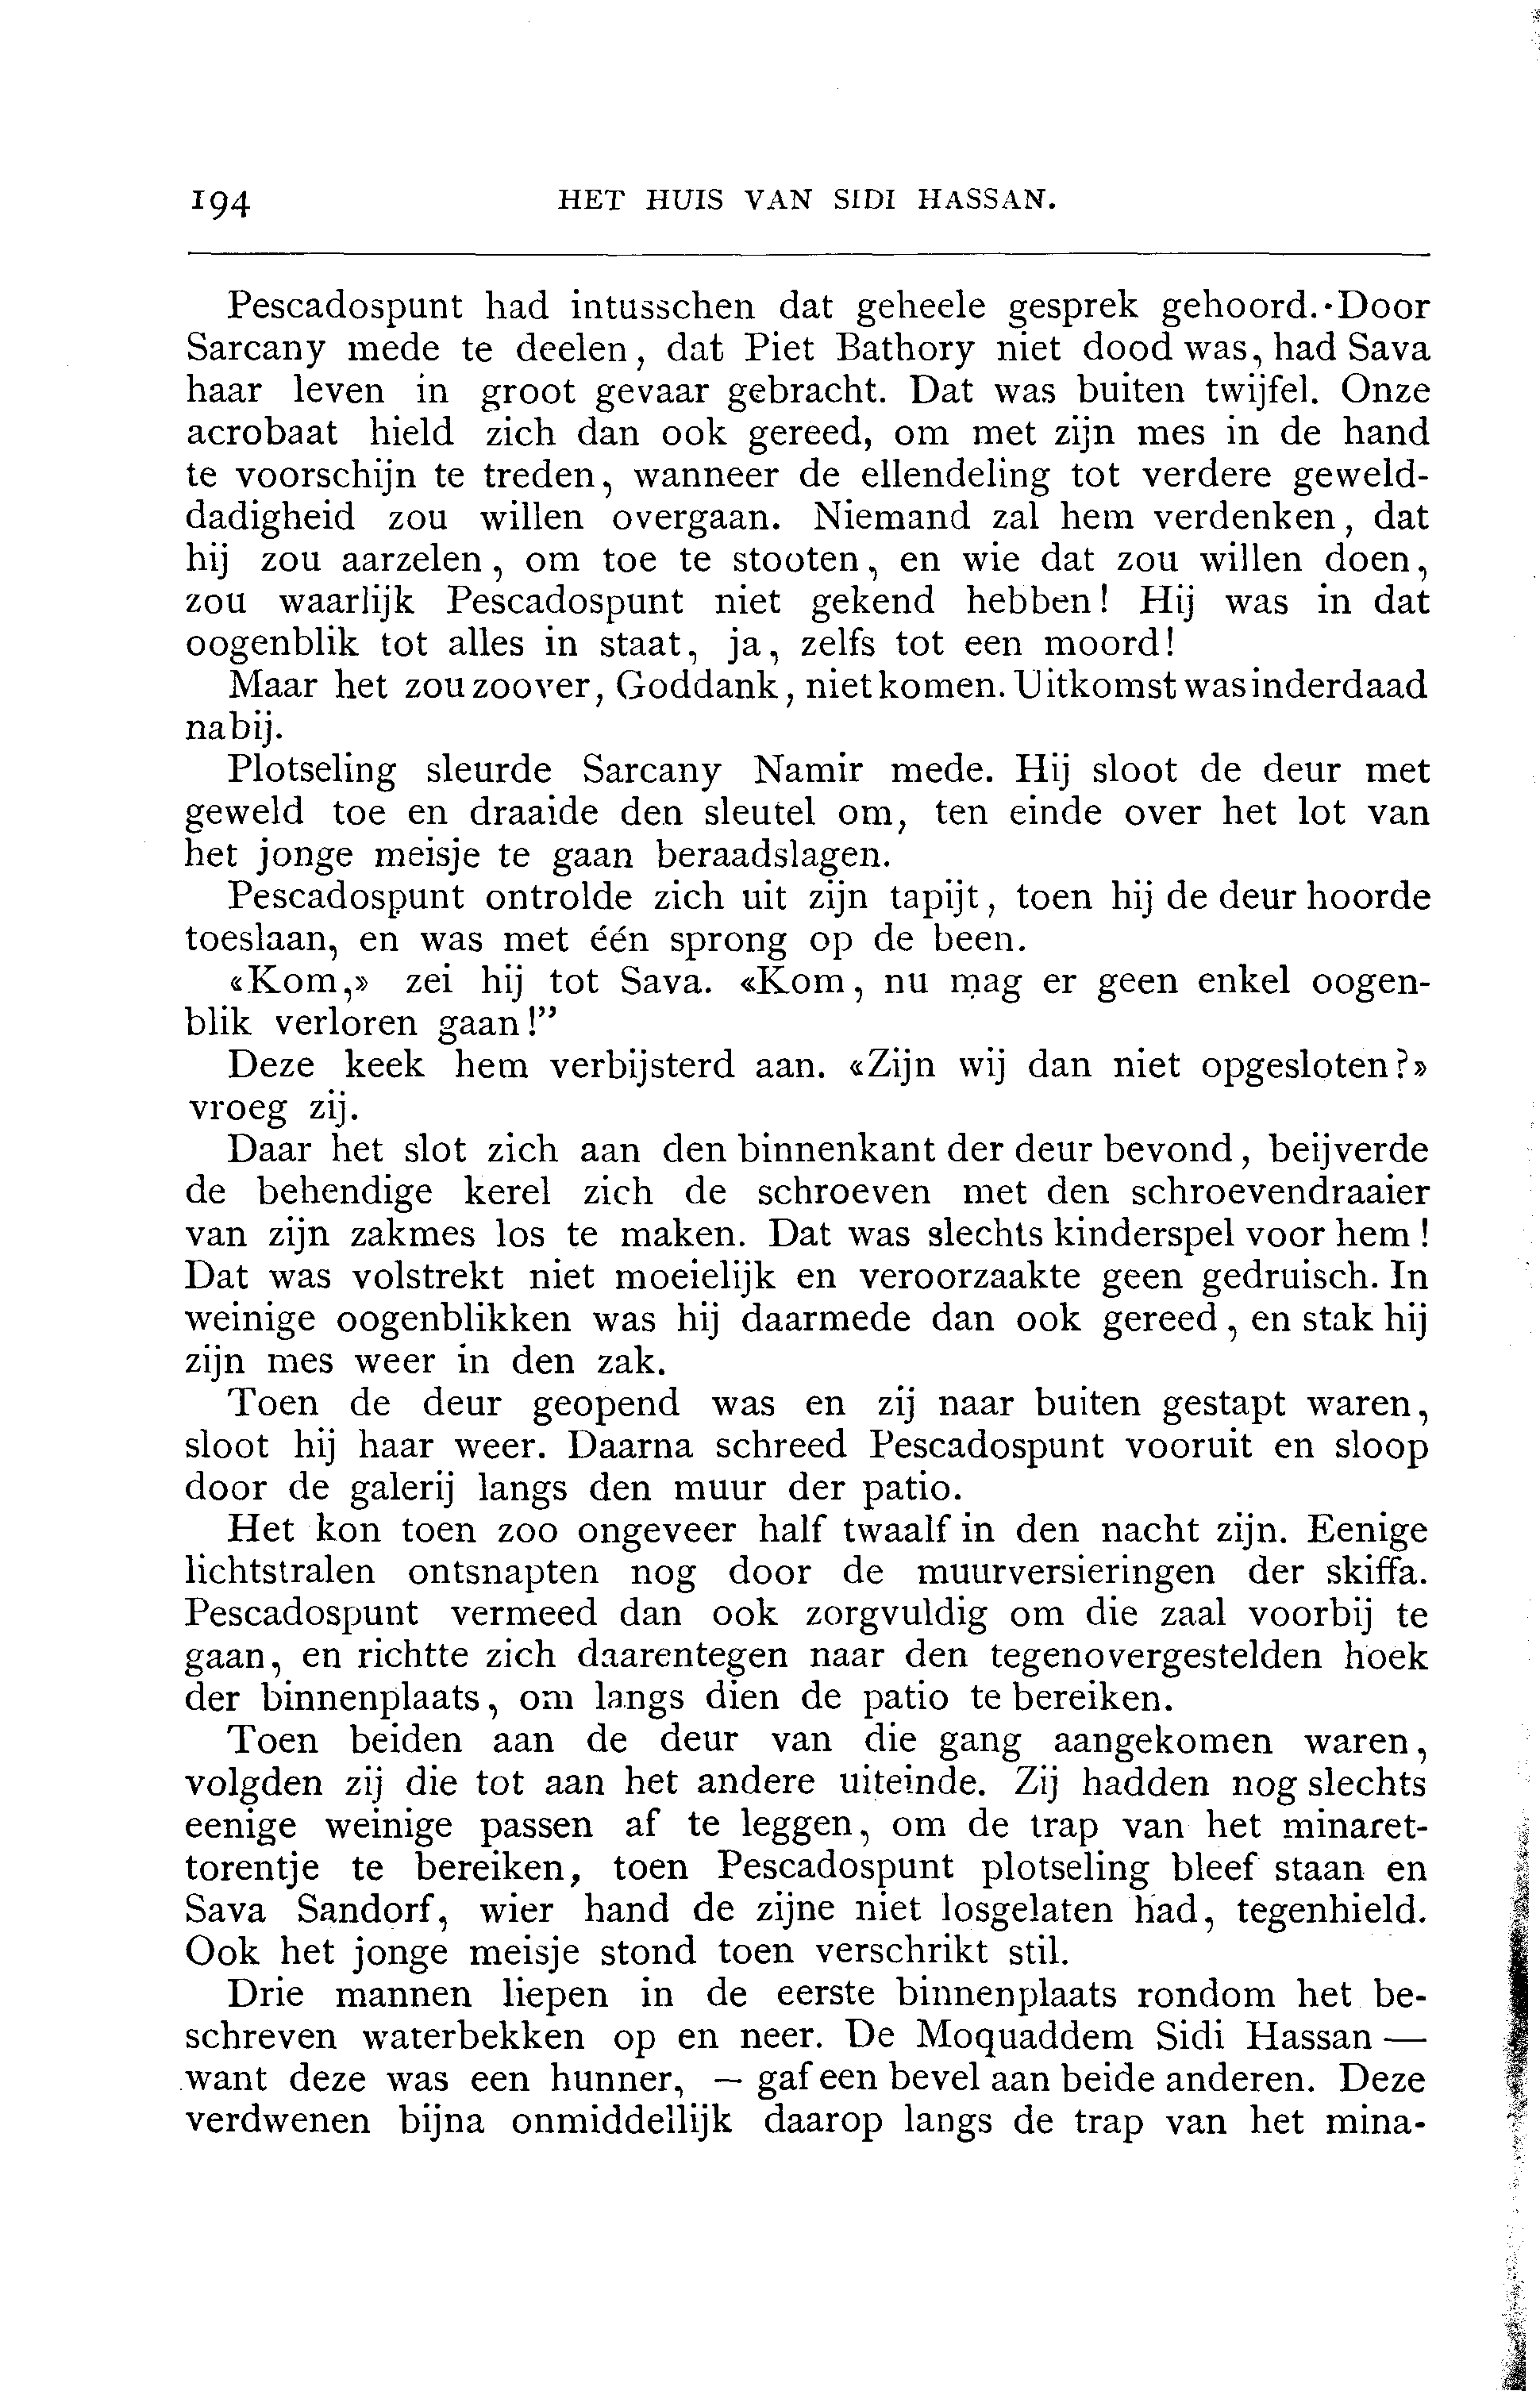 194 HET HUIS VAN SIDI HASSAN.
Pescadospunt had intusschen dat geheele gesprek gehoord. Door
Sarcany mede te deelen, dat Piet Bathory niet dood was, had Sava
haar leven in groot gevaar gebracht. Dat was buiten twijfel. Onze
acrobaat hield zich dan ook gereed, om met zijn mes in de hand
te voorschijn te treden, wanneer de ellendeling tot verdere geweld-
dadigheid zou willen overgaan. Niemand zal hem verdenken, dat
hij zou aarzelen, om toe te stooten, en wie dat zou willen doen,
zou waarlijk Pescadospunt niet gekend hebben! Hij was in dat
oogenblik tot alles in staat, ja, zelfs tot een moord!
Maar het zou zoover, Goddank, niet komen. Uitkomst was inderdaad
nabij.
Plotseling sleurde Sarcany Namir mede. Hij sloot de deur met
geweld toe en draaide den sleutel om, ten einde over het lot van
het jonge meisje te gaan beraadslagen.
Pescadospunt ontrolde zich uit zijn tapijt, toen hij de deur hoorde
toeslaan, en was met één sprong op de been.
«Kom,» zei hij tot Sava. «Kom, nu mag er geen enkel oogen-
blik verloren gaan!”
Deze keek hem verbijsterd aan. «Zijn wij dan niet opgesloten?»
vroeg zij.
Daar het slot zich aan den binnenkant der deur bevond, beijverde
de behendige kerel zich de schroeven met den schroevendraaier
van zijn zakmes los te maken. Dat was slechts kinderspel voor hem!
Dat was volstrekt niet moeielijk en veroorzaakte geen gedruisch. In
weinige oogenblikken was hij daarmede dan ook gereed, en stak hij
zijn mes weer in den zak.
Toen de deur geopend was en zij naar buiten gestapt waren,
sloot hij haar weer. Daarna schreed Pescadospunt vooruit en sloop
door de galerij langs den muur der patio.
Het kon toen zoo ongeveer half twaalf in den nacht zijn. Eenige
lichtstralen ontsnapten nog door de muurversieringen der skiffa.
Pescadospunt vermeed dan ook zorgvuldig om die zaal voorbij te
gaan, en richtte zich daarentegen naar den tegenovergestelden hoek
der binnenplaats, om langs dien de patio te bereiken.
Toen beiden aan de deur van die gang aangekomen waren,
volgden zij die tot aan het andere uiteinde. Zij hadden nog slechts
eenige weinige passen af te leggen, om de trap van het minaret-
torentje te bereiken, toen Pescadospunt plotseling bleef staan en
Sava Sandorf, wier hand de zijne niet losgelaten had, tegenhield.
Ook het jonge meisje stond toen verschrikt stil.
Drie mannen liepen in de eerste binnenplaats rondom het be-
schreven waterbekken op en neer. De Moquaddem Sidi Hassan —
want deze was een hunner, — gaf een bevel aan beide anderen. Deze
verdwenen bijna onmiddellijk daarop langs de trap van het mina-